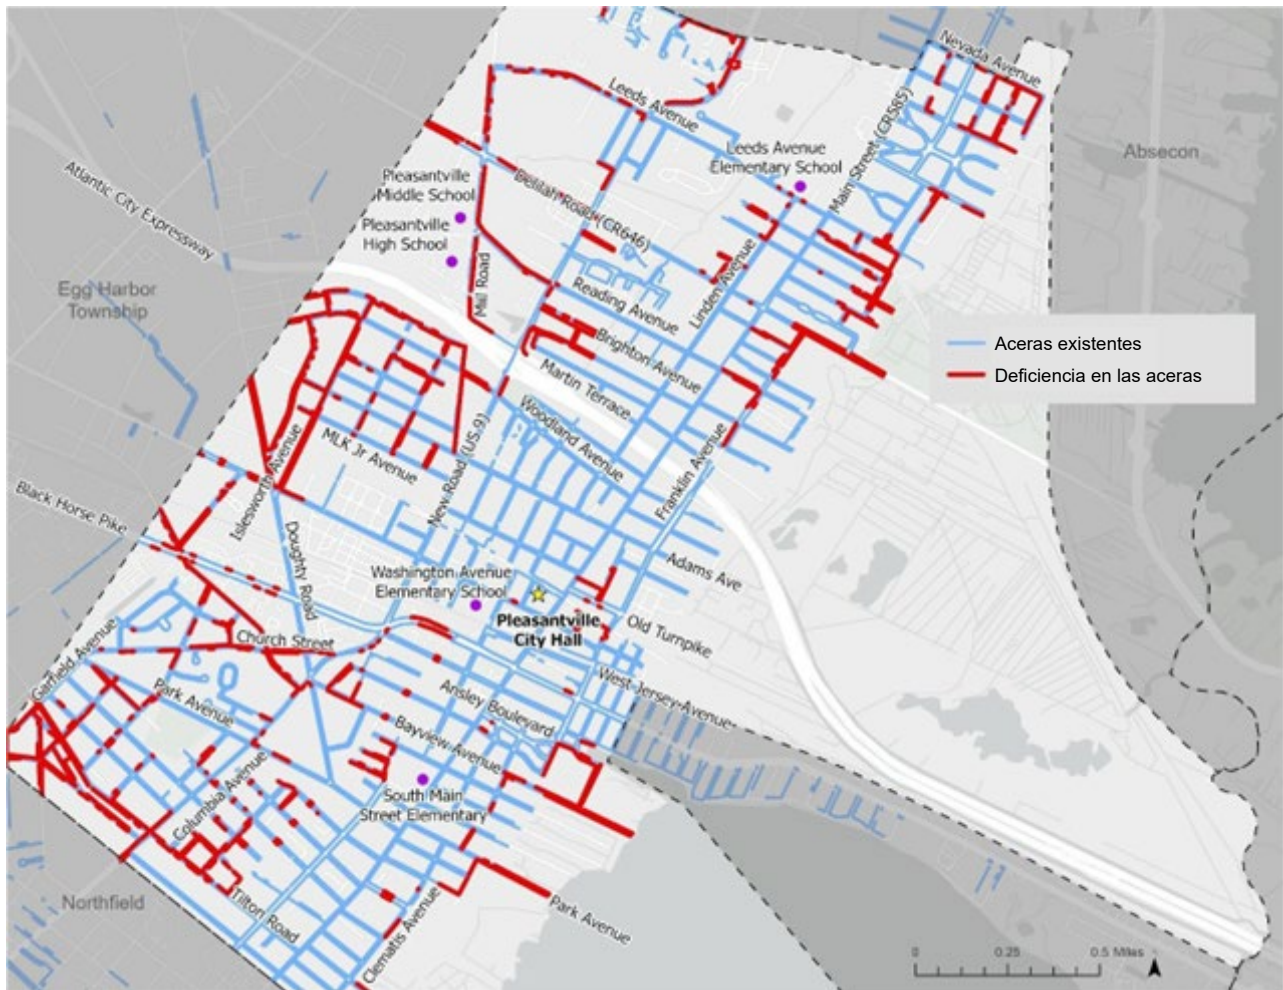 Nevada Avenue
Leeds Avenue
Main Street (CR585)
Absecon
Leeds Avenue
Elementary School
Atlantic City Expressway
Pleasantville
Middle School
Delilah Road (CR646)
Pleasantville
High School
Mill Road
Linden Avenue
Egg Harbor
Township
Reading Avenue
Brighton Avenue
Aceras existentes
Deficiencia en las aceras
Martin Terrace
Woodland Avenue
MLK Jr Avenue
New Road (US 9)
Franklin Avenue
Islesworth Avenue
Black Horse Pike
Doughty Road
Adams Ave
Washington Avenue
Elementary School
Pleasantville
City Hall
Old Turnpike
Church Street
Garfield Avenue
West Jersey Avenue
Park Avenue
Ansley Boulevard
Bayview Avenue
Columbia Avenue
South Main
Street Elementary
Northfield
Tilton Road
Clematis Avenue
Park Avenue
0 0.25 0.5 Miles